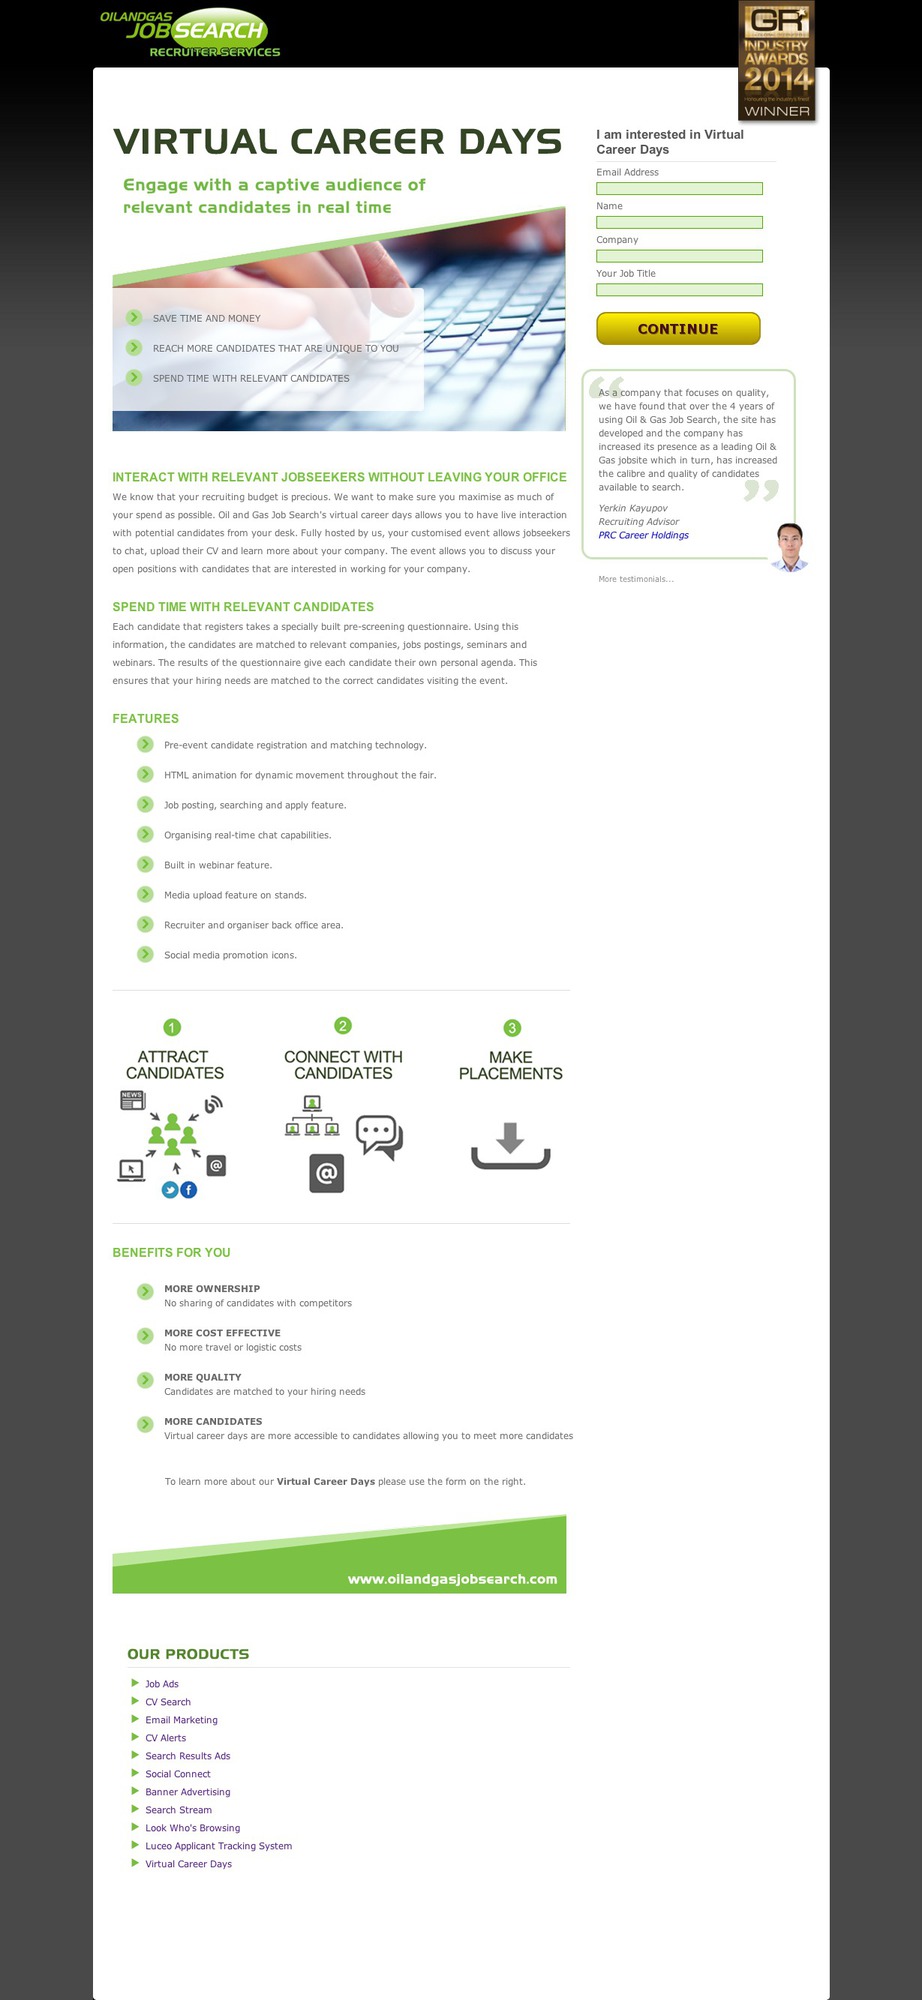 OILANDGAS
JOBSEARCH
RECRUITER SERVICES
GR
INDUSTRY
AWARDS
2014
Honouring the industry's finest
WINNER
VIRTUAL CAREER DAYS
Engage with a captive audience of
relevant candidates in real time
SAVE TIME AND MONEY
REACH MORE CANDIDATES THAT ARE UNIQUE TO YOU
SPEND TIME WITH RELEVANT CANDIDATES
I am interested in Virtual
Career Days
Email Address
Name
Company
Your Job Title
CONTINUE
As a company that focuses on quality,
we have found that over the 4 years of
using Oil & Gas Job Search, the site has
developed and the company has
increased its presence as a leading Oil &
Gas jobsite which in turn, has increased
the calibre and quality of candidates
available to search.
Yerkin Kayupov
Recruiting Advisor
PRC Career Holdings
More testimonials...
INTERACT WITH RELEVANT JOBSEEKERS WITHOUT LEAVING YOUR OFFICE
We know that your recruiting budget is precious. We want to make sure you maximise as much of
your spend as possible. Oil and Gas Job Search's virtual career days allows you to have live interaction
with potential candidates from your desk. Fully hosted by us, your customised event allows jobseekers
to chat, upload their CV and learn more about your company. The event allows you to discuss your
open positions with candidates that are interested in working for your company.
SPEND TIME WITH RELEVANT CANDIDATES
Each candidate that registers takes a specially built pre-screening questionnaire. Using this
information, the candidates are matched to relevant companies, jobs postings, seminars and
webinars. The results of the questionnaire give each candidate their own personal agenda. This
ensures that your hiring needs are matched to the correct candidates visiting the event.
FEATURES
Pre-event candidate registration and matching technology.
HTML animation for dynamic movement throughout the fair.
Job posting, searching and apply feature.
Organising real-time chat capabilities.
Built in webinar feature.
Media upload feature on stands.
Recruiter and organiser back office area.
Social media promotion icons.
1
ATTRACT
CANDIDATES
NEWS
@
2
CONNECT WITH
CANDIDATES
@
3
MAKE
PLACEMENTS
BENEFITS FOR YOU
MORE OWNERSHIP
No sharing of candidates with competitors
MORE COST EFFECTIVE
No more travel or logistic costs
MORE QUALITY
Candidates are matched to your hiring needs
MORE CANDIDATES
Virtual career days are more accessible to candidates allowing you to meet more candidates
To learn more about our Virtual Career Days please use the form on the right.
www.oilandgasjobsearch.com
OUR PRODUCTS
Job Ads
CV Search
Email Marketing
CV Alerts
Search Results Ads
Social Connect
Banner Advertising
Search Stream
Look Who's Browsing
Luceo Applicant Tracking System
Virtual Career Days